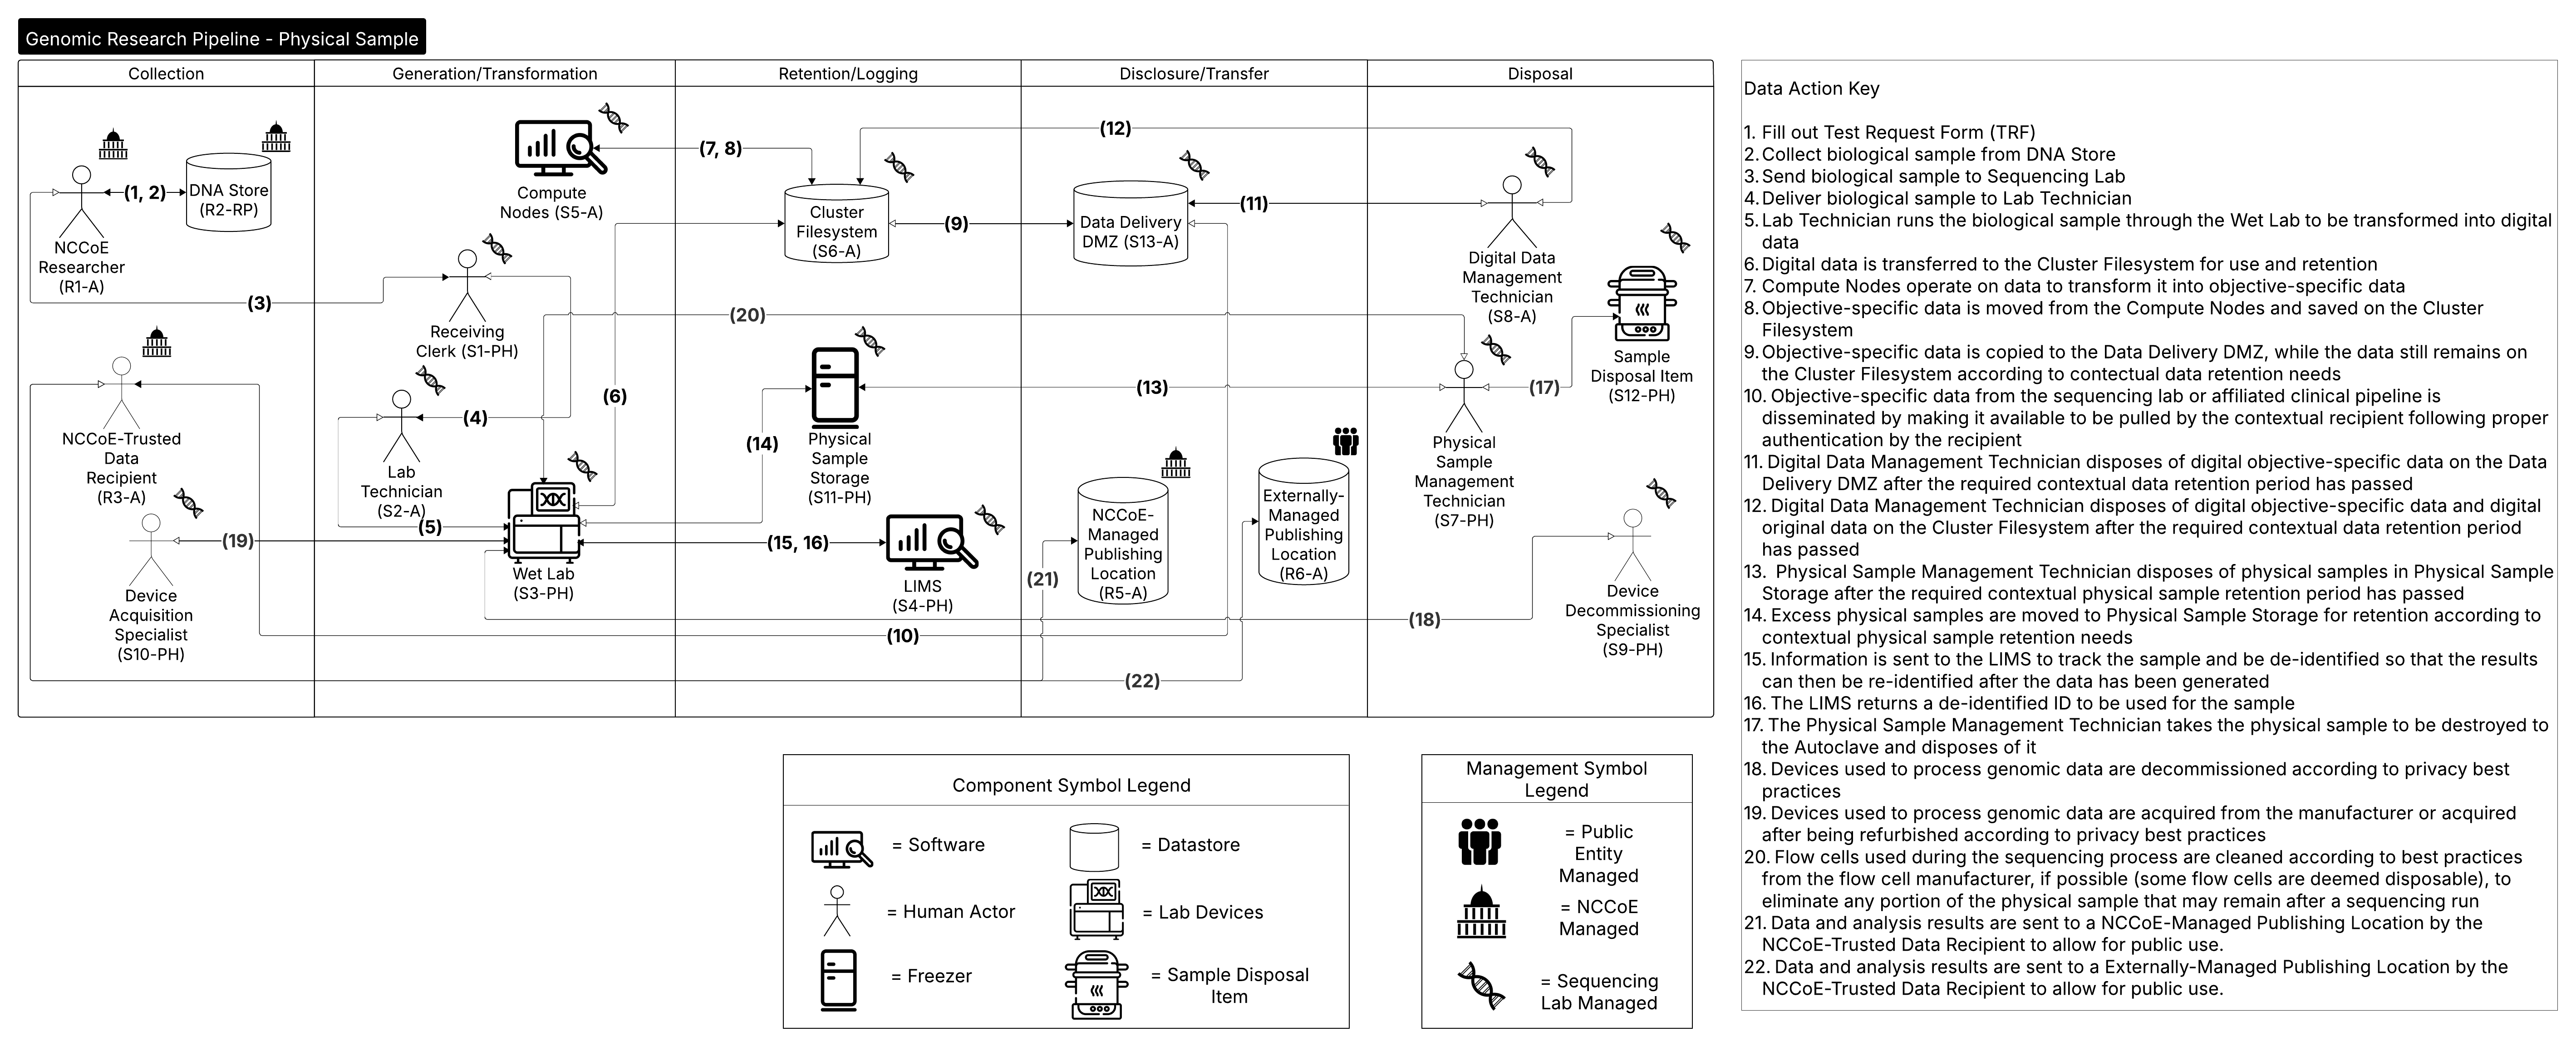 Genomic Research Pipeline - Physical Sample
Collection
Generation/Transformation
Retention/Logging
Disclosure/Transfer
Disposal
(1, 2)
DNA Store
(R2-RP)
NCCoE
Researcher
(R1-A)
(3)
NCCoE-Trusted
Data
Recipient
(R3-A)
Device
Acquisition
Specialist
(S10-PH)
(19)
Compute
Nodes (S5-A)
Receiving
Clerk (S1-PH)
(4)
Lab
Technician
(S2-A)
(5)
(6)
Wet Lab
(S3-PH)
(7, 8)
Cluster
Filesystem
(S6-A)
(20)
Physical
Sample
Storage
(S11-PH)
(14)
(15, 16)
LIMS
(S4-PH)
(10)
(12)
(9)
Data Delivery
DMZ (S13-A)
(11)
(13)
NCCoE-
Managed
Publishing
Location
(R5-A)
Externally-
Managed
Publishing
Location
(R6-A)
(21)
(22)
Digital Data
Management
Technician
(S8-A)
Sample
Disposal Item
(S12-PH)
(17)
Physical
Sample
Management
Technician
(S7-PH)
(18)
Device
Decommissioning
Specialist
(S9-PH)
Data Action Key
1. Fill out Test Request Form (TRF)
2. Collect biological sample from DNA Store
3. Send biological sample to Sequencing Lab
4. Deliver biological sample to Lab Technician
5. Lab Technician runs the biological sample through the Wet Lab to be transformed into digital
data
6. Digital data is transferred to the Cluster Filesystem for use and retention
7. Compute Nodes operate on data to transform it into objective-specific data
8. Objective-specific data is moved from the Compute Nodes and saved on the Cluster
Filesystem
9. Objective-specific data is copied to the Data Delivery DMZ, while the data still remains on
the Cluster Filesystem according to contectual data retention needs
10. Objective-specific data from the sequencing lab or affiliated clinical pipeline is
disseminated by making it available to be pulled by the contextual recipient following proper
authentication by the recipient
11. Digital Data Management Technician disposes of digital objective-specific data on the Data
Delivery DMZ after the required contextual data retention period has passed
12. Digital Data Management Technician disposes of digital objective-specific data and digital
original data on the Cluster Filesystem after the required contextual data retention period
has passed
13. Physical Sample Management Technician disposes of physical samples in Physical Sample
Storage after the required contextual physical sample retention period has passed
14. Excess physical samples are moved to Physical Sample Storage for retention according to
contextual physical sample retention needs
15. Information is sent to the LIMS to track the sample and be de-identified so that the results
can then be re-identified after the data has been generated
16. The LIMS returns a de-identified ID to be used for the sample
17. The Physical Sample Management Technician takes the physical sample to be destroyed to
the Autoclave and disposes of it
18. Devices used to process genomic data are decommissioned according to privacy best
practices
19. Devices used to process genomic data are acquired from the manufacturer or acquired
after being refurbished according to privacy best practices
20. Flow cells used during the sequencing process are cleaned according to best practices
from the flow cell manufacturer, if possible (some flow cells are deemed disposable), to
eliminate any portion of the physical sample that may remain after a sequencing run
21. Data and analysis results are sent to a NCCoE-Managed Publishing Location by the
NCCoE-Trusted Data Recipient to allow for public use.
22. Data and analysis results are sent to a Externally-Managed Publishing Location by the
NCCoE-Trusted Data Recipient to allow for public use.
Component Symbol Legend
= Software
= Datastore
= Human Actor
= Lab Devices
= Freezer
= Sample Disposal
Item
Management Symbol
Legend
= Public
Entity
Managed
= NCCoE
Managed
= Sequencing
Lab Managed